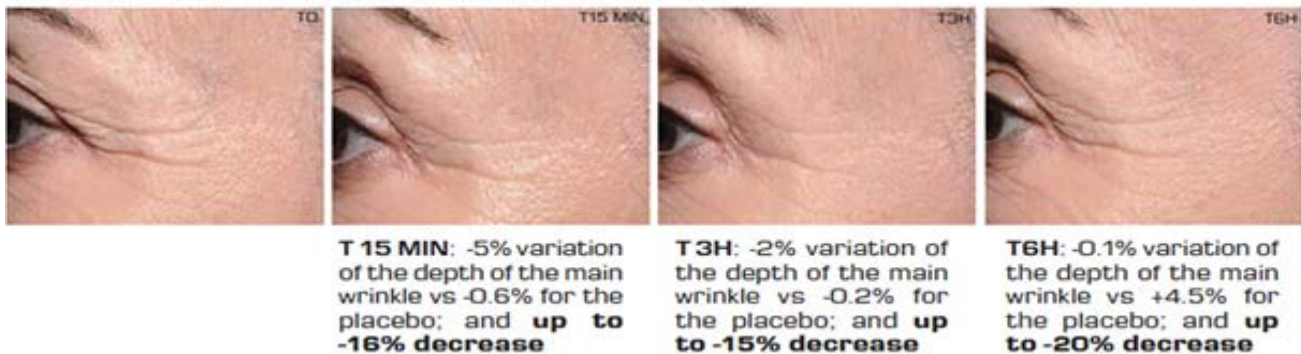 T0
T15 MIN
T3H
T6H
T 15 MIN: -5% variation
of the depth of the main
wrinkle vs -0.6% for the
placebo; and up to
-16% decrease
T 3H: -2% variation of
the depth of the main
wrinkle vs -0.2% for
the placebo; and up
to -15% decrease
T6H: -0.1% variation of
the depth of the main
wrinkle vs +4.5% for
the placebo; and up
to -20% decrease